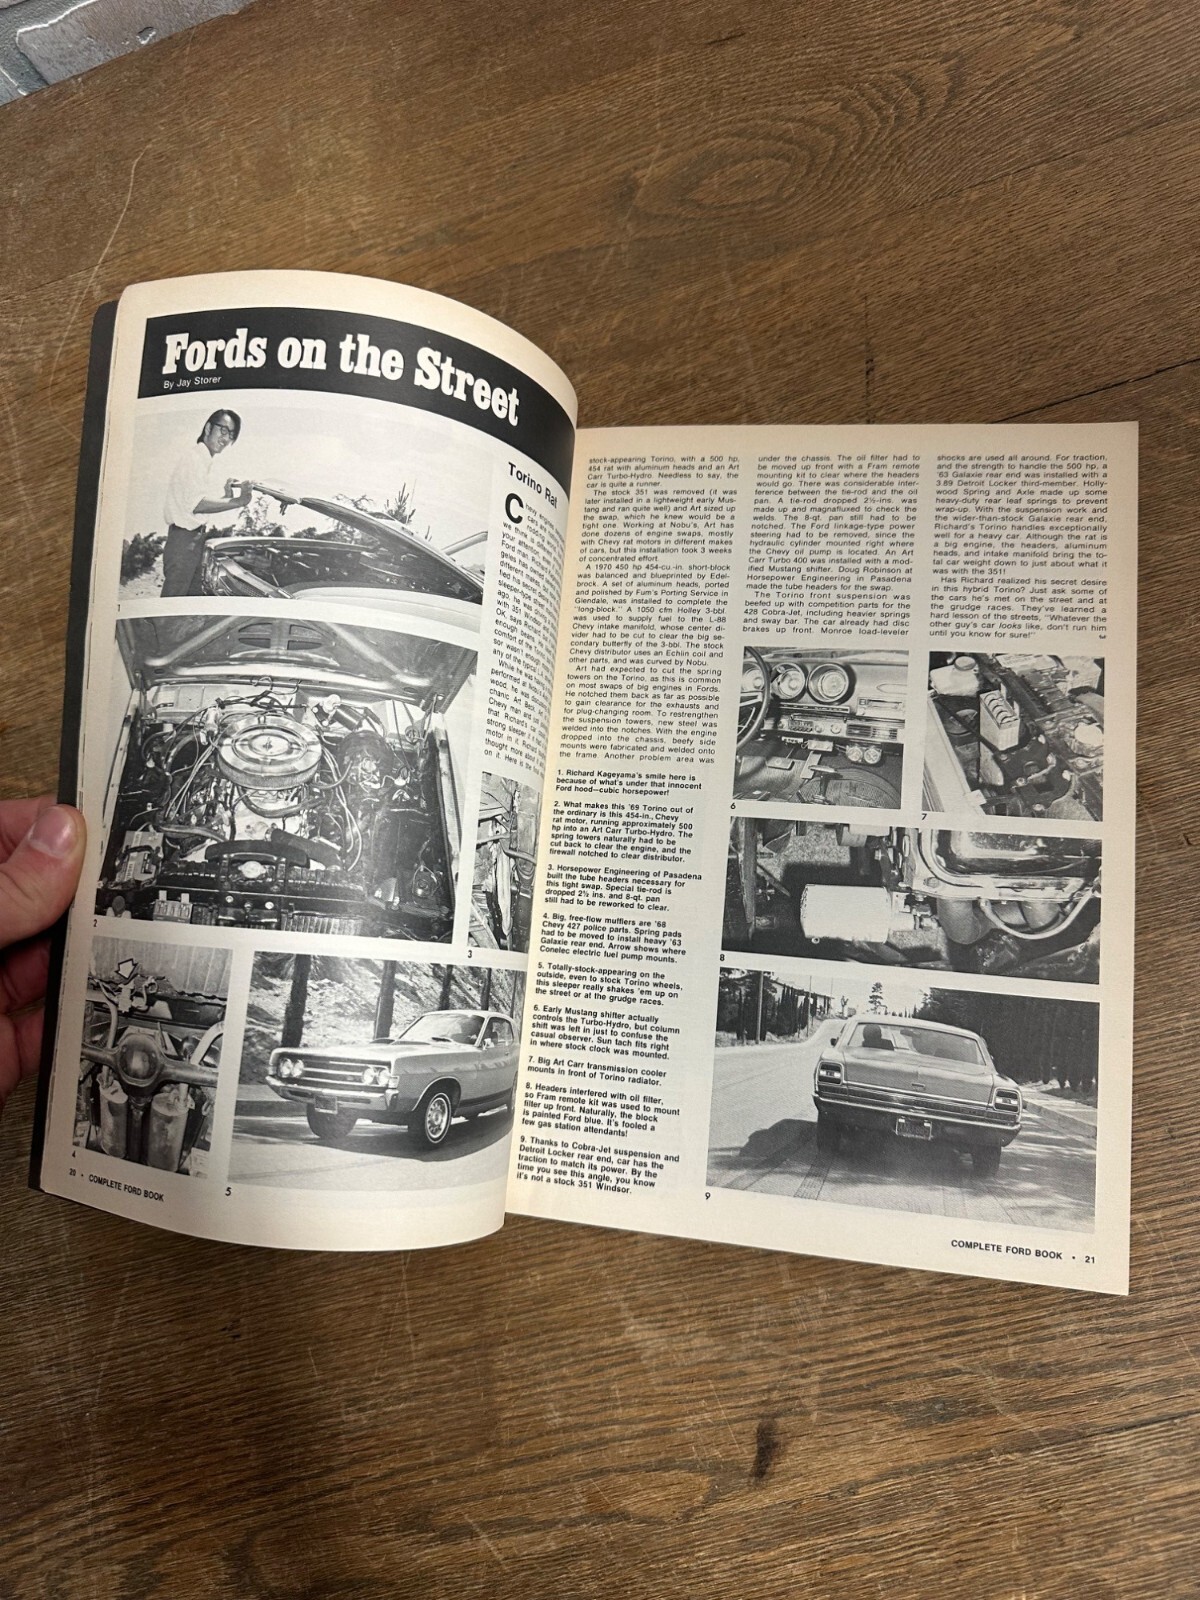 Fords on the Street
By Jay Storer
Torino Rat
1
2
3
4
5
20 • COMPLETE FORD BOOK
stock-appearing Torino, with a 500 hp,
454 rat with aluminum heads and an Art
Carr Turbo-Hydro. Needless to say, the
car is quite a runner.
The stock 351 was removed (it was
later installed in a lightweight early Mus-
tang and ran quite well) and Art sized up
the swap, which he knew would be a
tight one. Working at Nobu's, Art has
done dozens of engine swaps, mostly
with Chevy rat motors in different makes
of cars, but this installation took 3 weeks
of concentrated effort.
A 1970 450 hp 454-cu.-in. short-block
was balanced and blueprinted by Edel-
brock. A set of aluminum heads, ported
and polished by Fum's Porting Service in
Glendale, was installed to complete the
"long-block." A 1050 cfm Holley 3-bbl.
was used to supply fuel to the L-88
Chevy intake manifold, whose center di-
vider had to be cut to clear the big se-
condary butterfly of the 3-bbl. The stock
Chevy distributor uses an Echlin coil and
other parts, and was curved by Nobu.
Art had expected to cut the spring
towers on the Torino, as this is common
on most swaps of big engines in Fords.
He notched them back as far as possible
to gain clearance for the exhausts and
for plug-changing room. To restrengthen
the suspension towers, new steel was
welded into the notches. With the engine
dropped into the chassis, beefy side
mounts were fabricated and welded onto
the frame. Another problem area was
1. Richard Kageyama's smile here is
because of what's under that innocent
Ford hood—cubic horsepower!
2. What makes this '69 Torino out of
the ordinary is this 454-in., Chevy
rat motor, running approximately 500
hp into an Art Carr Turbo-Hydro. The
spring towers naturally had to be
cut back to clear the engine, and the
firewall notched to clear distributor.
3. Horsepower Engineering of Pasadena
built the tube headers necessary for
this tight swap. Special tie-rod is
dropped 2½ ins. and 8-qt. pan
still had to be reworked to clear.
4. Big, free-flow mufflers are '68
Chevy 427 police parts. Spring pads
had to be moved to install heavy '63
Galaxie rear end. Arrow shows where
Conelec electric fuel pump mounts.
5. Totally-stock-appearing on the
outside, even to stock Torino wheels,
this sleeper really shakes 'em up on
the street or at the grudge races.
6. Early Mustang shifter actually
controls the Turbo-Hydro, but column
shift was left in just to confuse the
casual observer. Sun tach fits right
in where stock clock was mounted.
7. Big Art Carr transmission cooler
mounts in front of Torino radiator.
8. Headers interfered with oil filter,
so Fram remote kit was used to mount
filter up front. Naturally, the block
is painted Ford blue. It's fooled a
few gas station attendants!
9. Thanks to Cobra-Jet suspension and
Detroit Locker rear end, car has the
traction to match its power. By the
time you see this angle, you know
it's not a stock 351 Windsor.
under the chassis. The oil filter had to
be moved up front with a Fram remote
mounting kit to clear where the headers
would go. There was considerable inter-
ference between the tie-rod and the oil
pan. A tie-rod dropped 2½-ins. was
made up and magnafluxed to check the
welds. The 8-qt. pan still had to be
notched. The Ford linkage-type power
steering had to be removed, since the
hydraulic cylinder mounted right where
the Chevy oil pump is located. An Art
Carr Turbo 400 was installed with a mod-
ified Mustang shifter. Doug Robinson at
Horsepower Engineering in Pasadena
made the tube headers for the swap.
The Torino front suspension was
beefed up with competition parts for the
428 Cobra-Jet, including heavier springs
and sway bar. The car already had disc
brakes up front. Monroe load-leveler
shocks are used all around. For traction,
and the strength to handle the 500 hp, a
'63 Galaxie rear end was installed with a
3.89 Detroit Locker third-member. Holly-
wood Spring and Axle made up some
heavy-duty rear leaf springs to prevent
wrap-up. With the suspension work and
the wider-than-stock Galaxie rear end,
Richard's Torino handles exceptionally
well for a heavy car. Although the rat is
a big engine, the headers, aluminum
heads, and intake manifold bring the to-
tal car weight down to just about what it
was with the 351!
Has Richard realized his secret desire
in this hybrid Torino? Just ask some of
the cars he's met on the street and at
the grudge races. They've learned a
hard lesson of the streets, "Whatever the
other guy's car looks like, don't run him
until you know for sure!"
6
7
8
9
COMPLETE FORD BOOK • 21